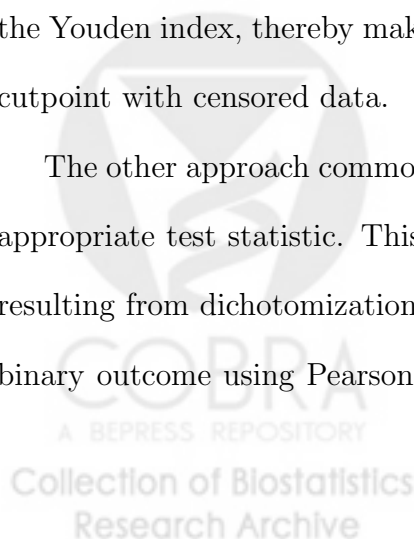 the Youden index, thereby mak
cutpoint with censored data.
The other approach commo
appropriate test statistic. This
resulting from dichotomization
binary outcome using Pearson
COBRA
A BEPRESS REPOSITORY
Collection of Biostatistics
Research Archive